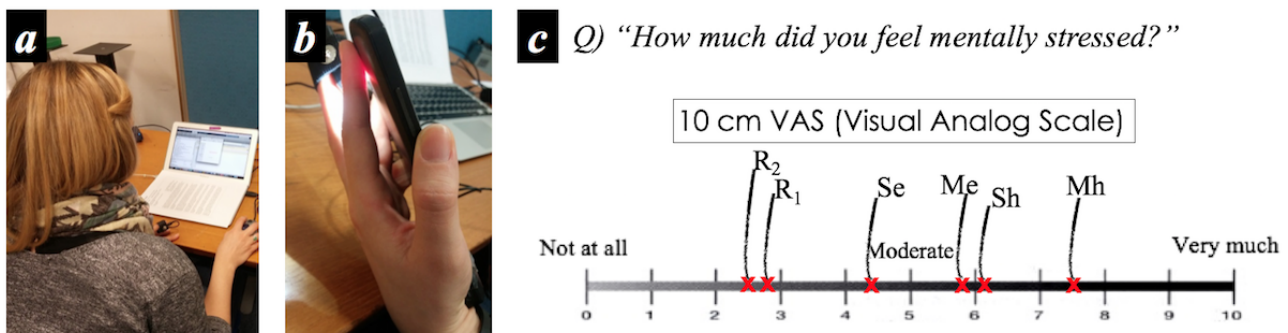 a
b
c Q) “How much did you feel mentally stressed?”
10 cm VAS (Visual Analog Scale)
R2
R1
Se
Me
Sh
Mh
Not at all
Moderate
Very much
0 1 2 3 4 5 6 7 8 9 10